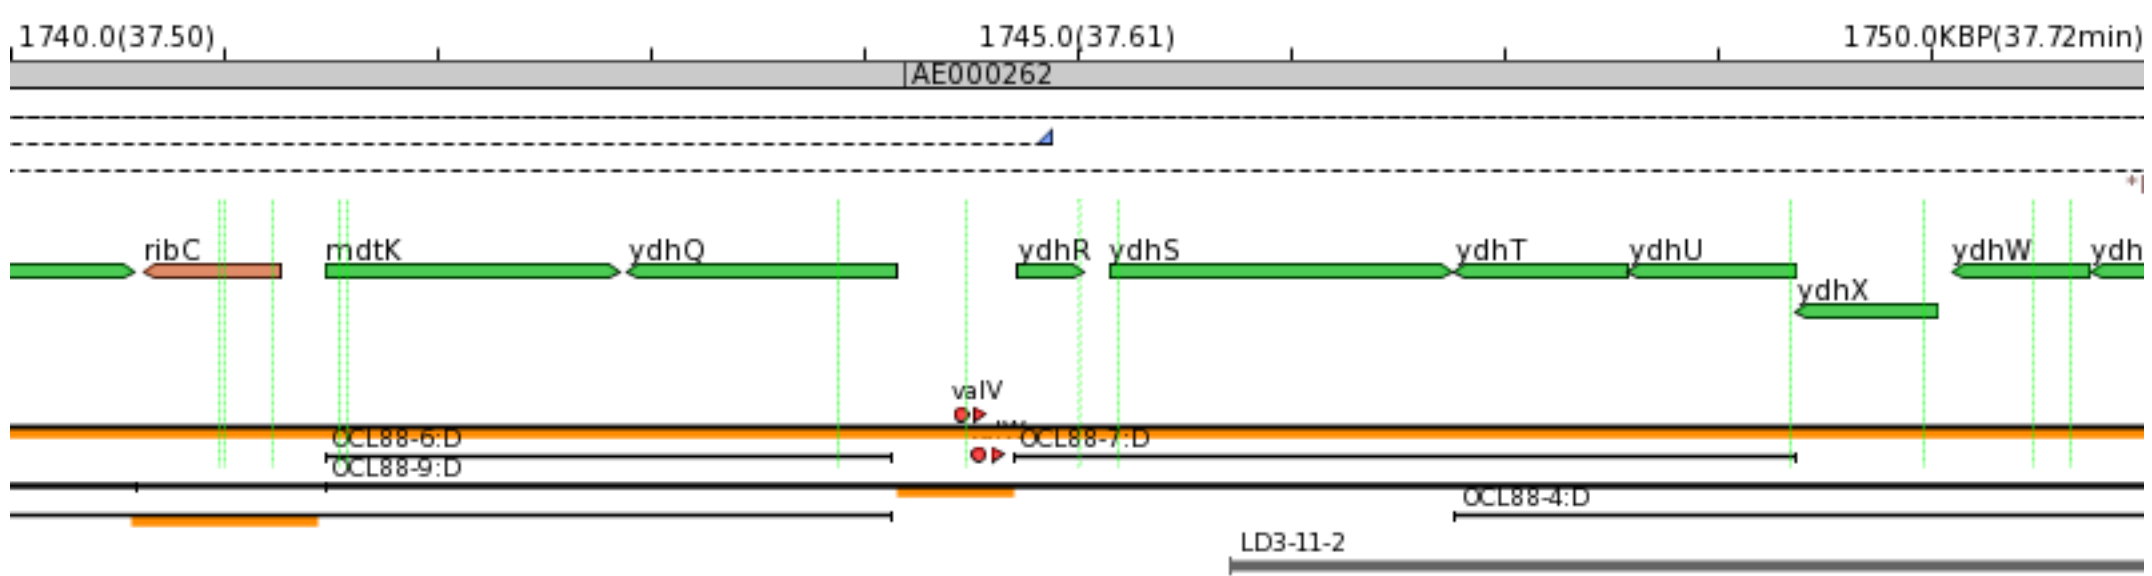 1740.0(37.50) 1745.0(37.61) 1750.0KBP(37.72min)
AE000262
ribC mdtK ydhQ ydhR ydhS ydhT ydhU ydhW ydh
ydhX
valV
OCL88-6:D OCL88-7:D
OCL88-9:D
OCL88-4:D
LD3-11-2